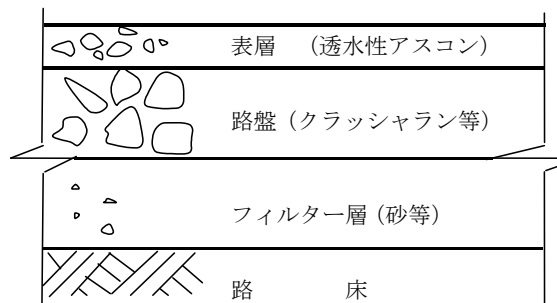 表層 (透水性アスコン)
路盤 (クラッシャラン等)
フィルター層 (砂等)
路 床